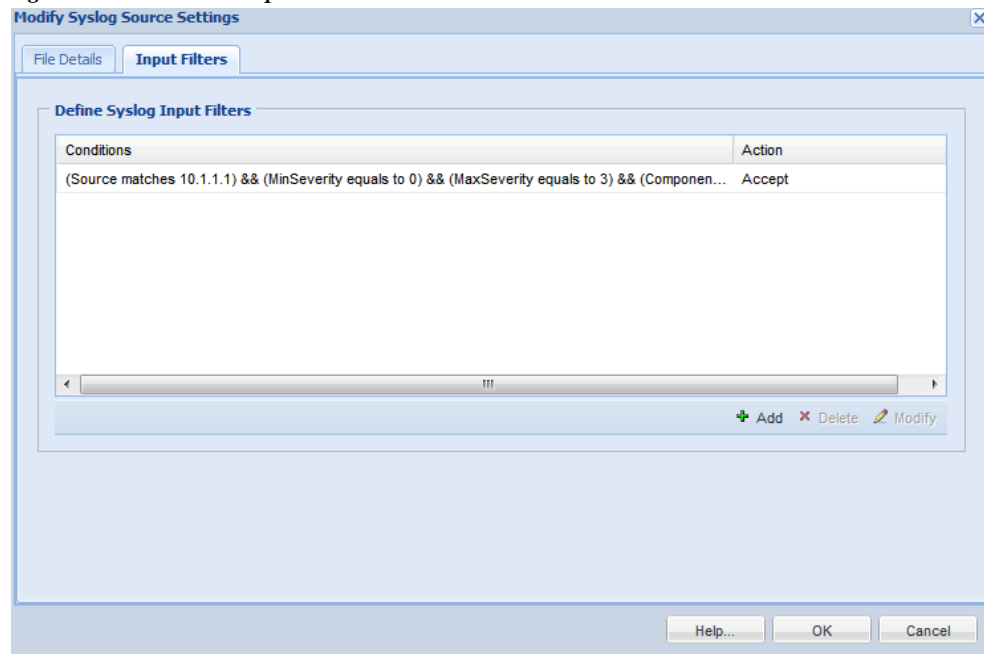 Modify Syslog Source Settings
File Details Input Filters
Define Syslog Input Filters
Conditions Action
(Source matches 10.1.1.1) && (MinSeverity equals to 0) && (MaxSeverity equals to 3) && (Componen... Accept
Add Delete Modify
Help... OK Cancel